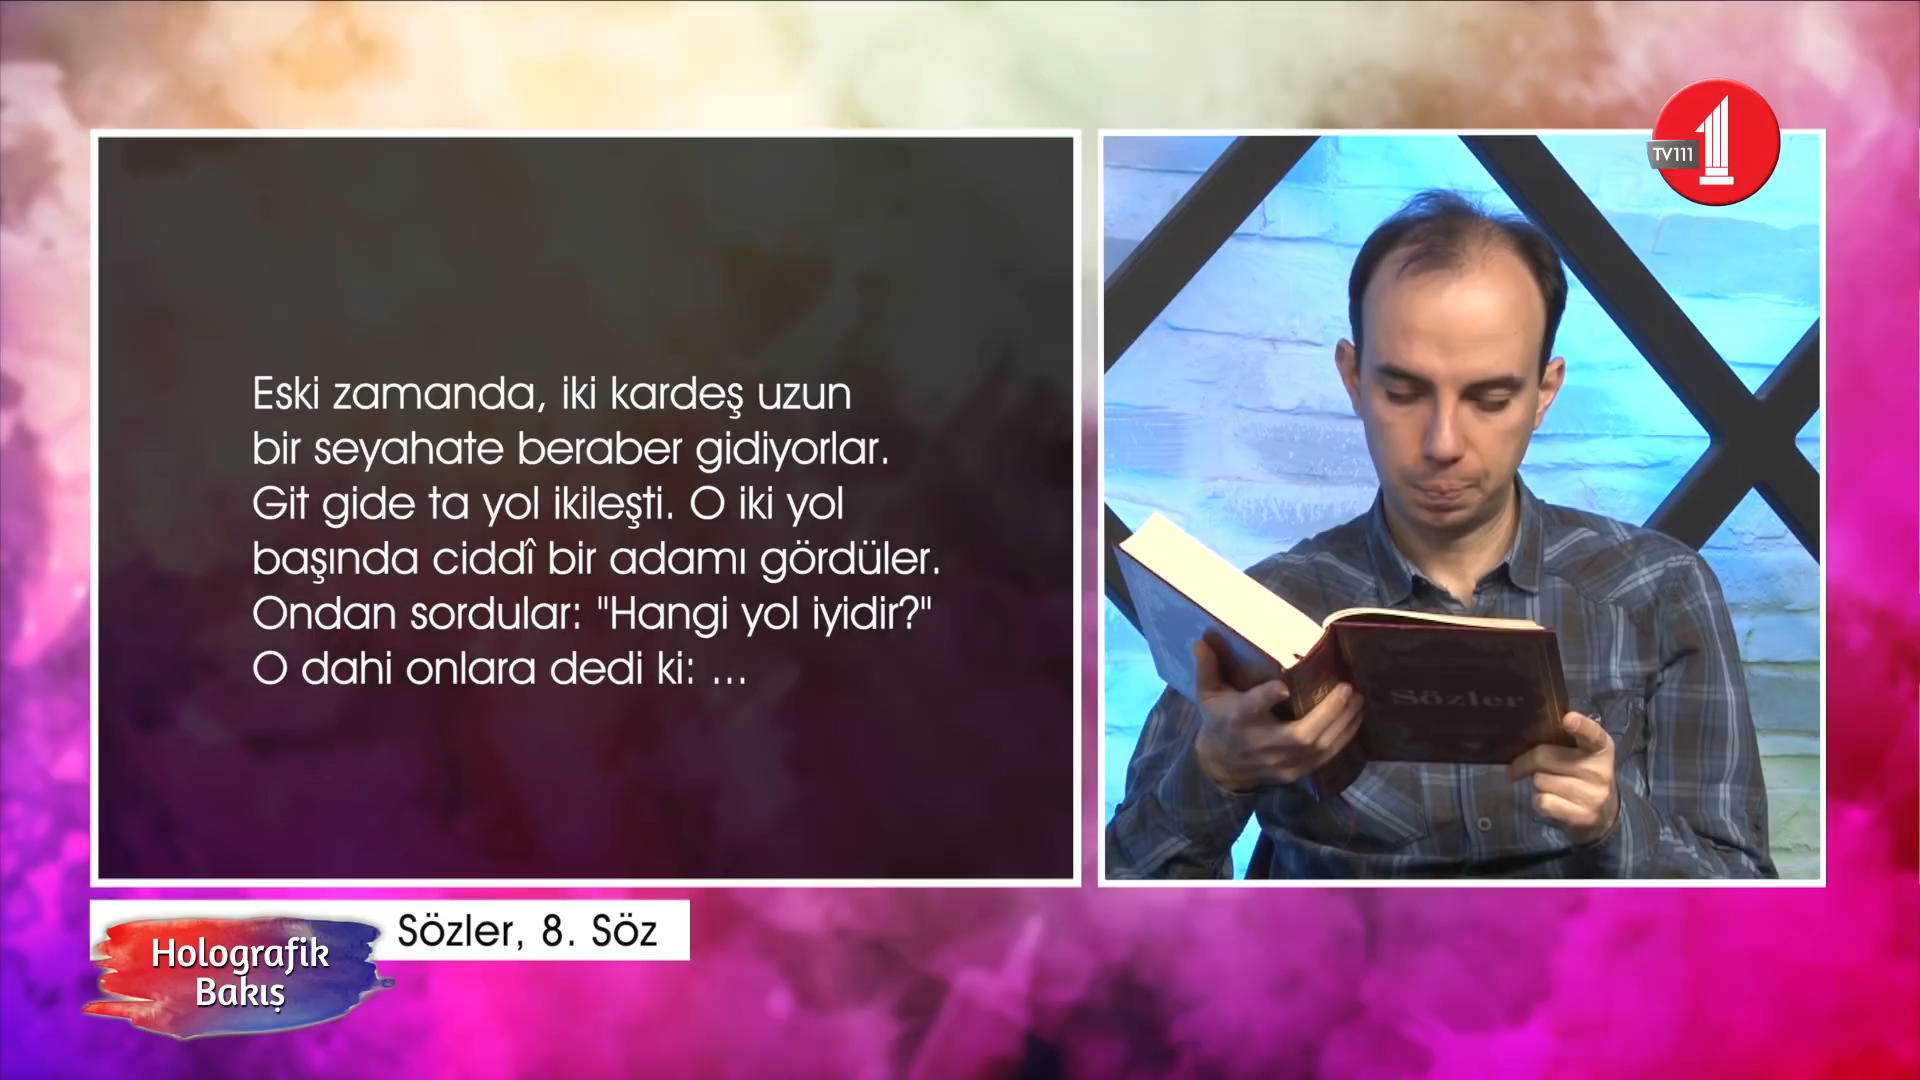 TV111
Eski zamanda, iki kardeş uzun
bir seyahate beraber gidiyorlar.
Git gide ta yol ikileşti. O iki yol
başında ciddî bir adamı gördüler.
Ondan sordular: "Hangi yol iyidir?"
O dahi onlara dedi ki: ...
Sözler
Sözler, 8. Söz
Holografik
Bakış